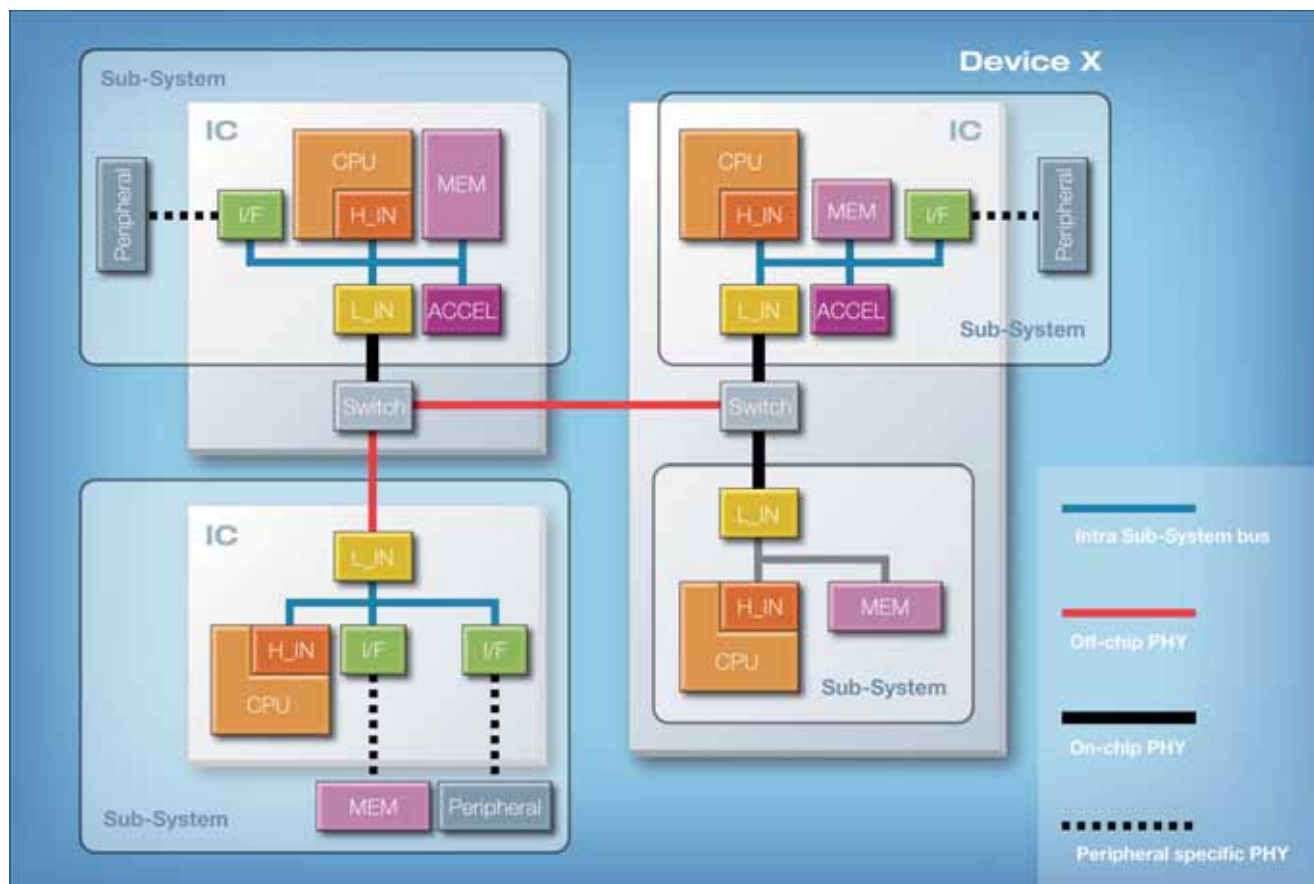 Device X
Sub-System
IC
CPU
H_IN
MEM
I/F
Peripheral
L_IN
ACCEL
Switch
IC
CPU
H_IN
MEM
I/F
Peripheral
L_IN
ACCEL
Sub-System
Switch
Sub-System
IC
L_IN
H_IN
CPU
I/F
I/F
MEM
Peripheral
L_IN
H_IN
CPU
MEM
Sub-System
Intra Sub-System bus
Off-chip PHY
On-chip PHY
Peripheral specific PHY